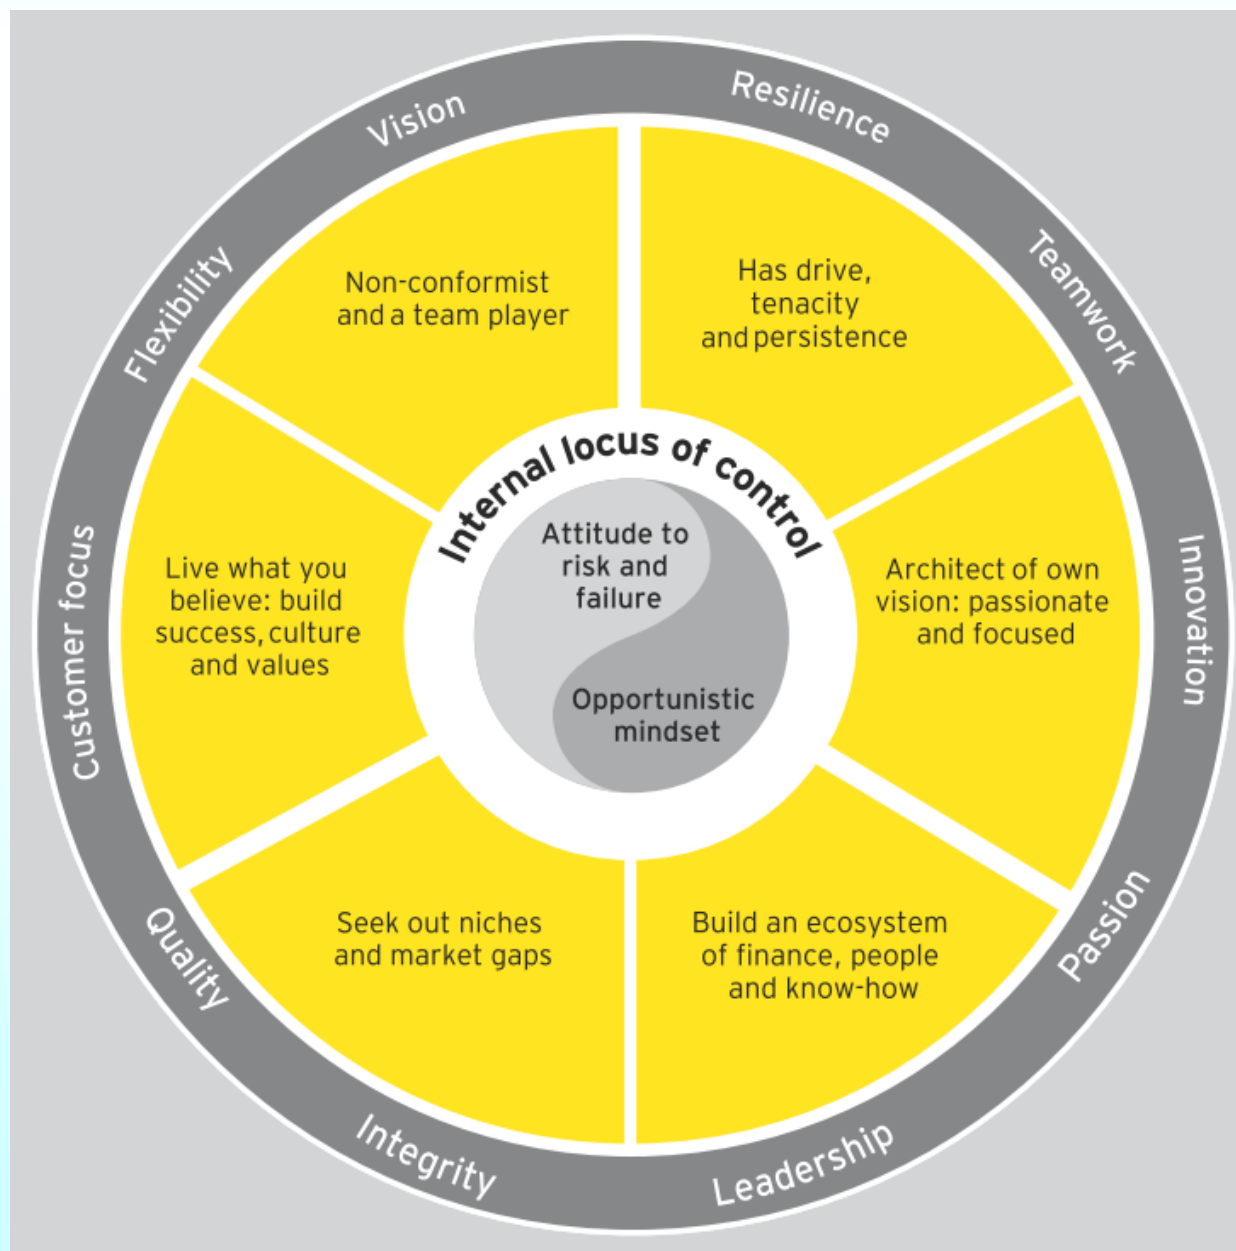 Vision
Resilience
Teamwork
Innovation
Passion
Leadership
Integrity
Quality
Customer focus
Flexibility
Non-conformist
and a team player
Has drive,
tenacity
and persistence
Architect of own
vision: passionate
and focused
Build an ecosystem
of finance, people
and know-how
Seek out niches
and market gaps
Live what you
believe: build
success, culture
and values
Internal locus of control
Attitude to
risk and
failure
Opportunistic
mindset